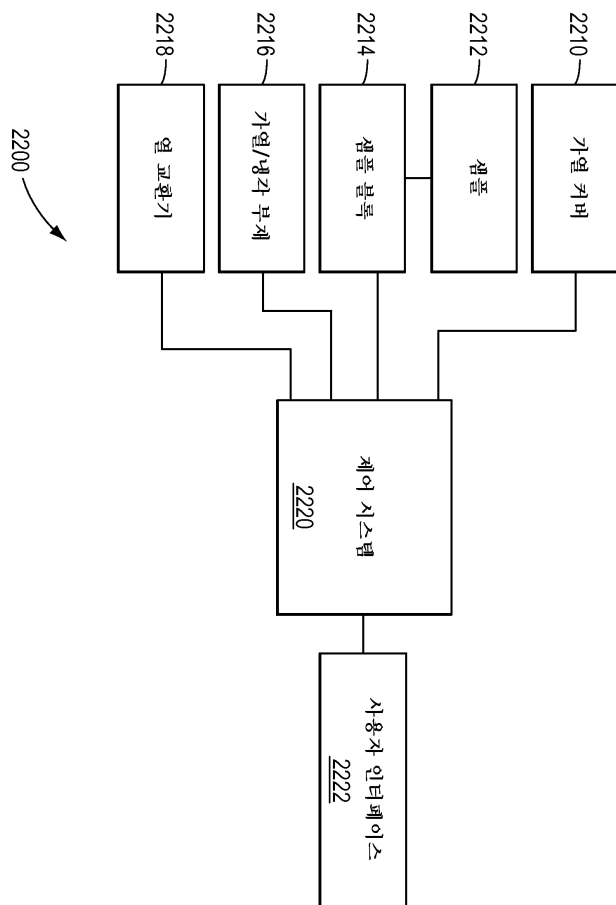 2210
가열 커버
2212
샘플
2214
샘플 블록
2216
가열/냉각 부재
2218
열 교환기
2200
제어 시스템
2220
사용자 인터페이스
2222